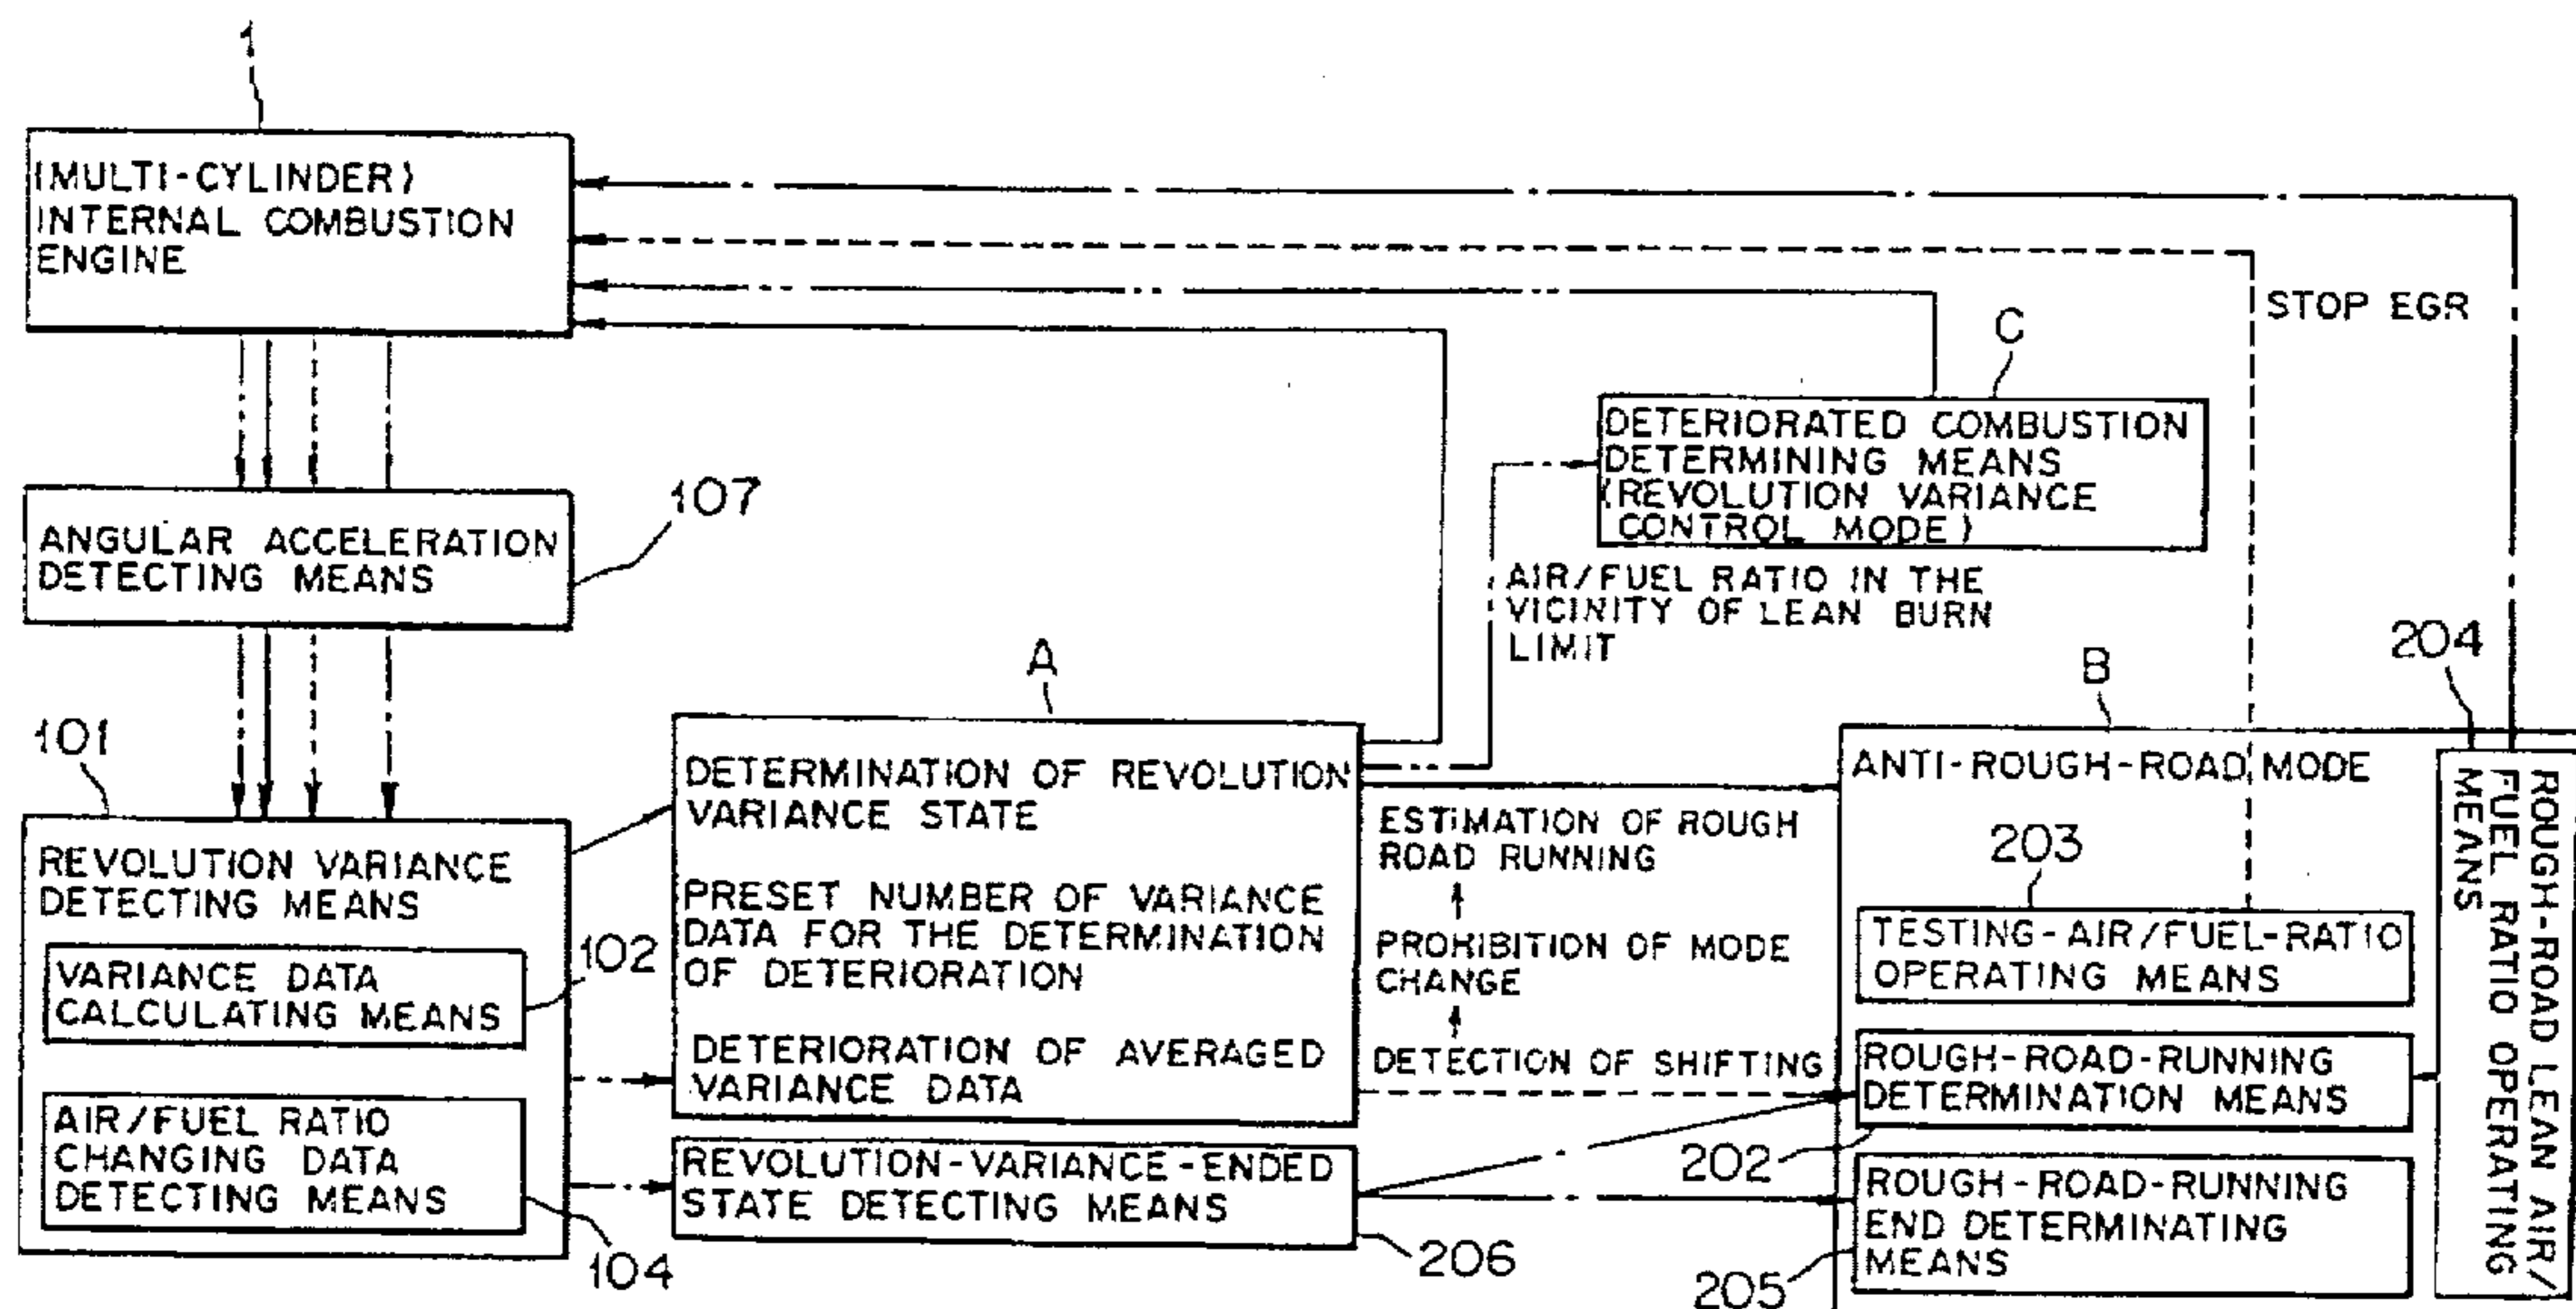 1
(MULTI-CYLINDER)
INTERNAL COMBUSTION
ENGINE
STOP EGR
C
DETERIORATED COMBUSTION
DETERMINING MEANS
(REVOLUTION VARIANCE
CONTROL MODE)
107
ANGULAR ACCELERATION
DETECTING MEANS
AIR/FUEL RATIO IN THE
VICINITY OF LEAN BURN
LIMIT
A
B
204
101
REVOLUTION VARIANCE
DETECTING MEANS
VARIANCE DATA
CALCULATING MEANS
102
AIR/FUEL RATIO
CHANGING DATA
DETECTING MEANS
104
DETERMINATION OF REVOLUTION
VARIANCE STATE
PRESET NUMBER OF VARIANCE
DATA FOR THE DETERMINATION
OF DETERIORATION
DETERIORATION OF AVERAGED
VARIANCE DATA
REVOLUTION-VARIANCE-ENDED
STATE DETECTING MEANS
206
ESTIMATION OF ROUGH
ROAD RUNNING
PROHIBITION OF MODE
CHANGE
DETECTION OF SHIFTING
ANTI-ROUGH-ROAD MODE
203
TESTING-AIR/FUEL-RATIO
OPERATING MEANS
ROUGH-ROAD-RUNNING
DETERMINATION MEANS
202
ROUGH-ROAD-RUNNING
END DETERMINATING
MEANS
205
ROUGH-ROAD LEAN AIR/
FUEL RATIO OPERATING
MEANS